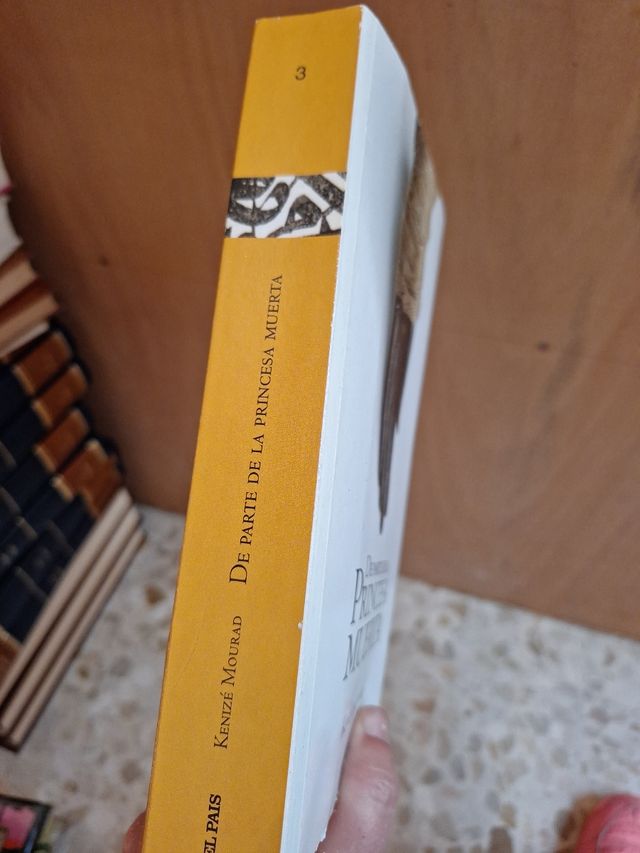 3
DE PARTE DE LA PRINCESA MUERTA
KENIZÉ MOURAD
EL PAIS